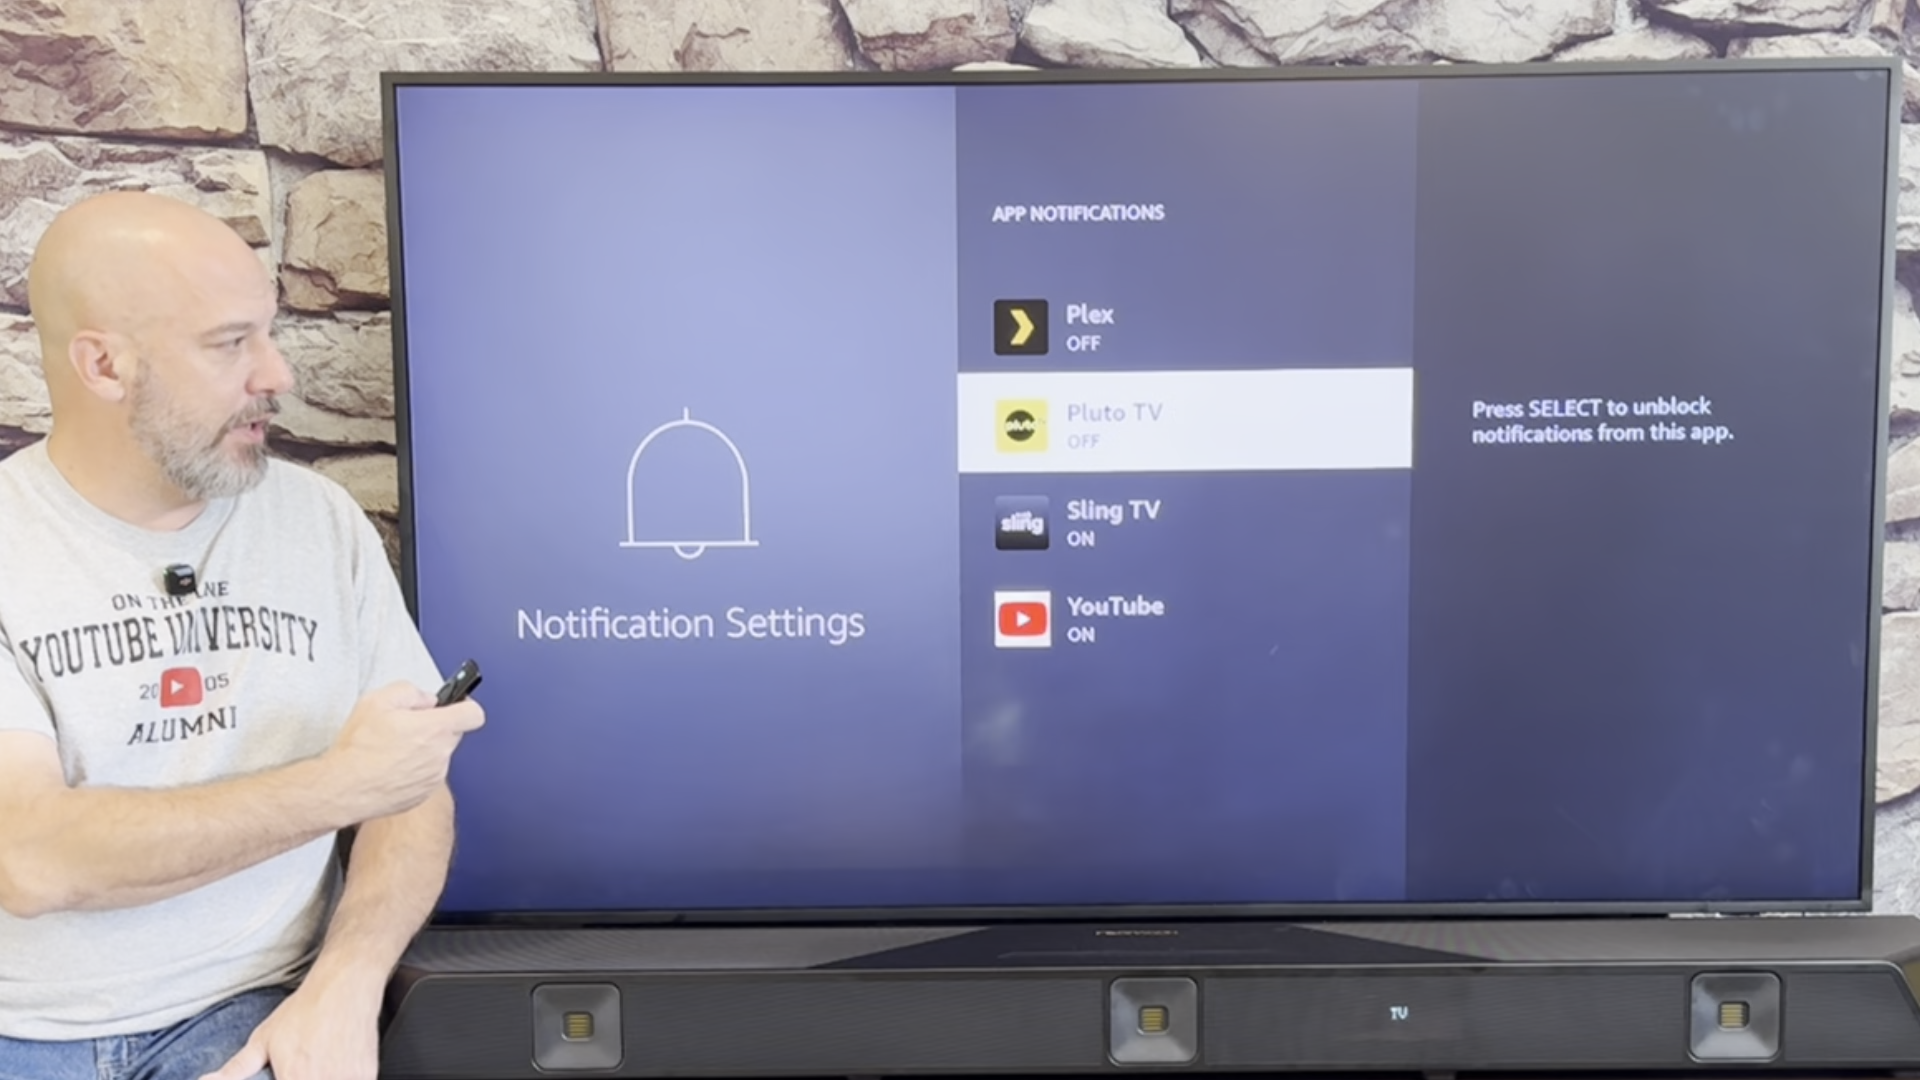 APP NOTIFICATIONS
Plex
OFF
Pluto TV
OFF
Sling TV
ON
YouTube
ON
sling
Notification Settings
Press SELECT to unblock
notifications from this app.
ON THE LINE
YOUTUBE UNIVERSITY
20 05
ALUMNI
TV